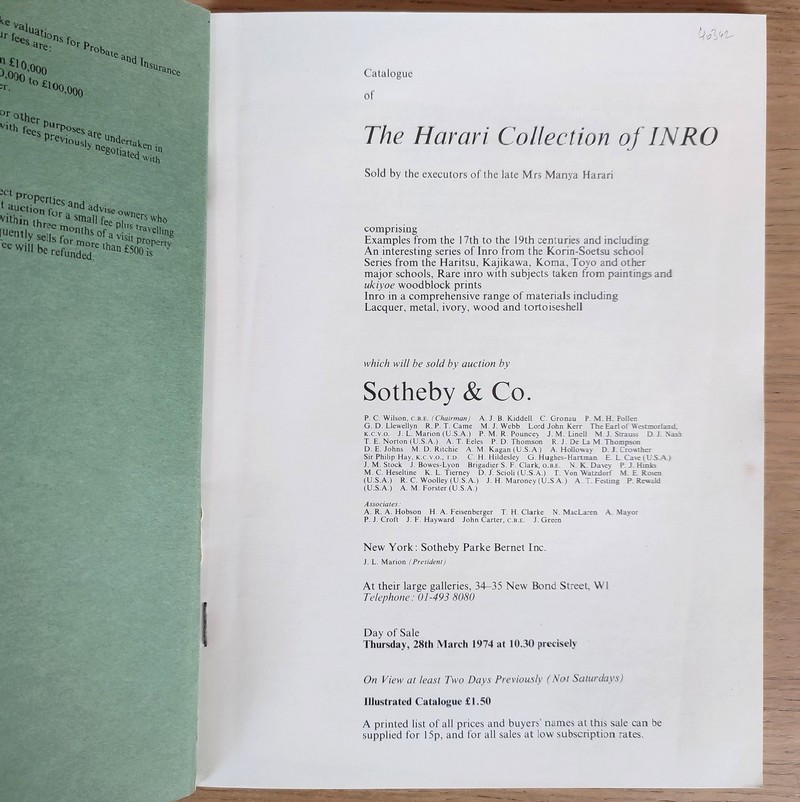 ke valuations for Probate and Insurance
ur fees are:
n £10,000
0,000 to £100,000
er.
or other purposes are undertaken in
with fees previously negotiated with
ect properties and advise owners who
t auction for a small fee plus travelling
within three months of a visit property
quently sells for more than £500 is
ee will be refunded.
Catalogue
of
The Harari Collection of INRO
Sold by the executors of the late Mrs Manya Harari
comprising
Examples from the 17th to the 19th centuries and including
An interesting series of Inro from the Korin-Soetsu school
Series from the Haritsu, Kajikawa, Koma, Toyo and other
major schools, Rare inro with subjects taken from paintings and
ukiyoe woodblock prints
Inro in a comprehensive range of materials including
Lacquer, metal, ivory, wood and tortoiseshell
which will be sold by auction by
Sotheby & Co.
P. C. Wilson, C.B.E. (Chairman) A. J. B. Kiddell C. Gronau P. M. H. Pollen
G. D. Llewellyn R. P. T. Came M. J. Webb Lord John Kerr The Earl of Westmorland,
K.C.V.O. J. L. Marion (U.S.A.) P. M. R. Pouncey J. M. Linell M. J. Strauss D. J. Nash
T. E. Norton (U.S.A.) A. T. Eeles P. D. Thomson R. J. De La M. Thompson
D. E. Johns M. D. Ritchie A. M. Kagan (U.S.A.) A. Holloway D. J. Crowther
Sir Philip Hay, K.C.V.O., T.D. C. H. Hildesley G. Hughes-Hartman E. L. Cave (U.S.A.)
J. M. Stock J. Bowes-Lyon Brigadier S. F. Clark, O.B.E. N. K. Davey P. J. Hinks
M. C. Heseltine K. L. Tierney D. J. Scioli (U.S.A.) T. Von Watzdorf M. E. Rosen
(U.S.A.) R. C. Woolley (U.S.A.) J. H. Maroney (U.S.A.) A. T. Festing P. Rewald
(U.S.A.) A. M. Forster (U.S.A.)
Associates:
A. R. A. Hobson H. A. Feisenberger T. H. Clarke N. MacLaren A. Mayor
P. J. Croft J. F. Hayward John Carter, C.B.E. J. Green
New York: Sotheby Parke Bernet Inc.
J. L. Marion (President)
At their large galleries, 34-35 New Bond Street, W1
Telephone: 01-493 8080
Day of Sale
Thursday, 28th March 1974 at 10.30 precisely
On View at least Two Days Previously (Not Saturdays)
Illustrated Catalogue £1.50
A printed list of all prices and buyers' names at this sale can be
supplied for 15p, and for all sales at low subscription rates.